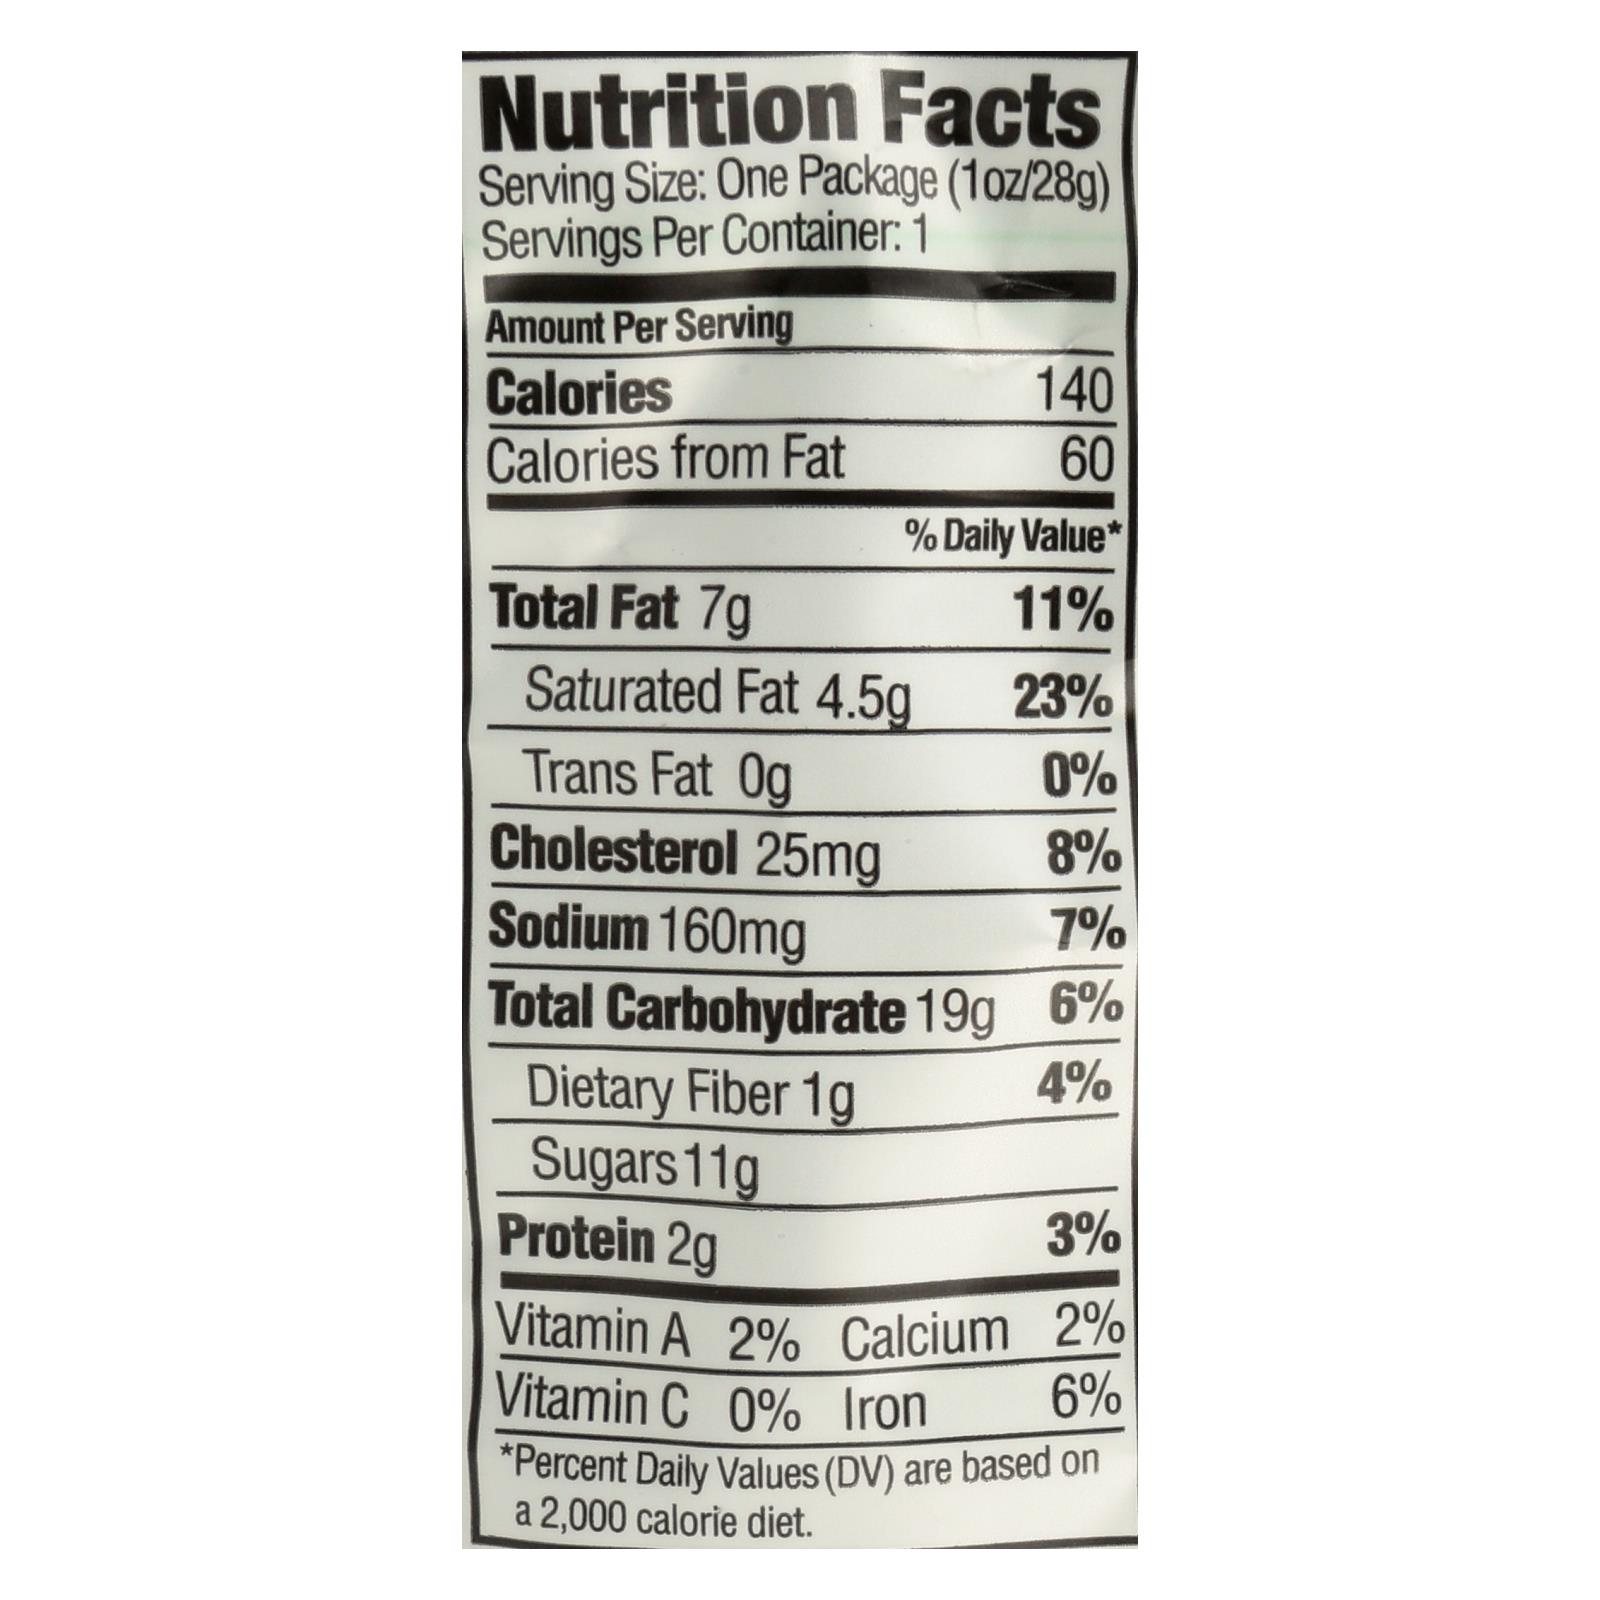 Nutrition Facts
Serving Size: One Package (1oz/28g)
Servings Per Container: 1
Amount Per Serving
Calories 140
Calories from Fat 60
% Daily Value*
Total Fat 7g 11%
Saturated Fat 4.5g 23%
Trans Fat 0g 0%
Cholesterol 25mg 8%
Sodium 160mg 7%
Total Carbohydrate 19g 6%
Dietary Fiber 1g 4%
Sugars 11g
Protein 2g 3%
Vitamin A 2% Calcium 2%
Vitamin C 0% Iron 6%
*Percent Daily Values (DV) are based on
a 2,000 calorie diet.